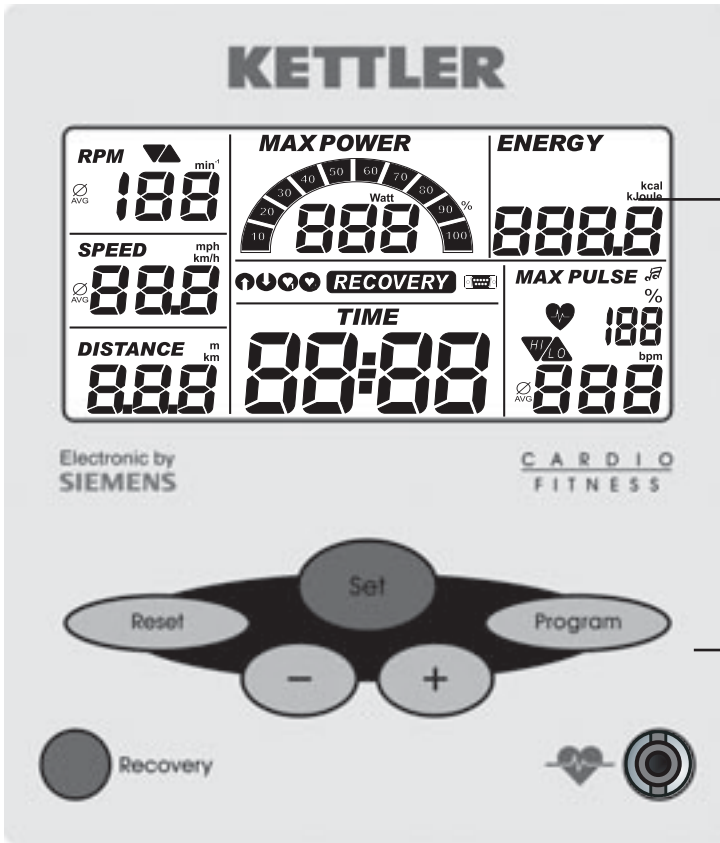 KETTLER
RPM
min-1
Ø
AVG
188
SPEED
mph
km/h
Ø
AVG
88.8
DISTANCE
m
km
8.8.8
MAX POWER
10 20 30 40 50 60 70 80 90 100
%
Watt
888
RECOVERY
TIME
88:88
ENERGY
kcal
kJoule
888.8
MAX PULSE
%
188
HI/LO
bpm
Ø
AVG
888
Electronic by
SIEMENS
CARDIO
FITNESS
Set
Reset
Program
− +
Recovery